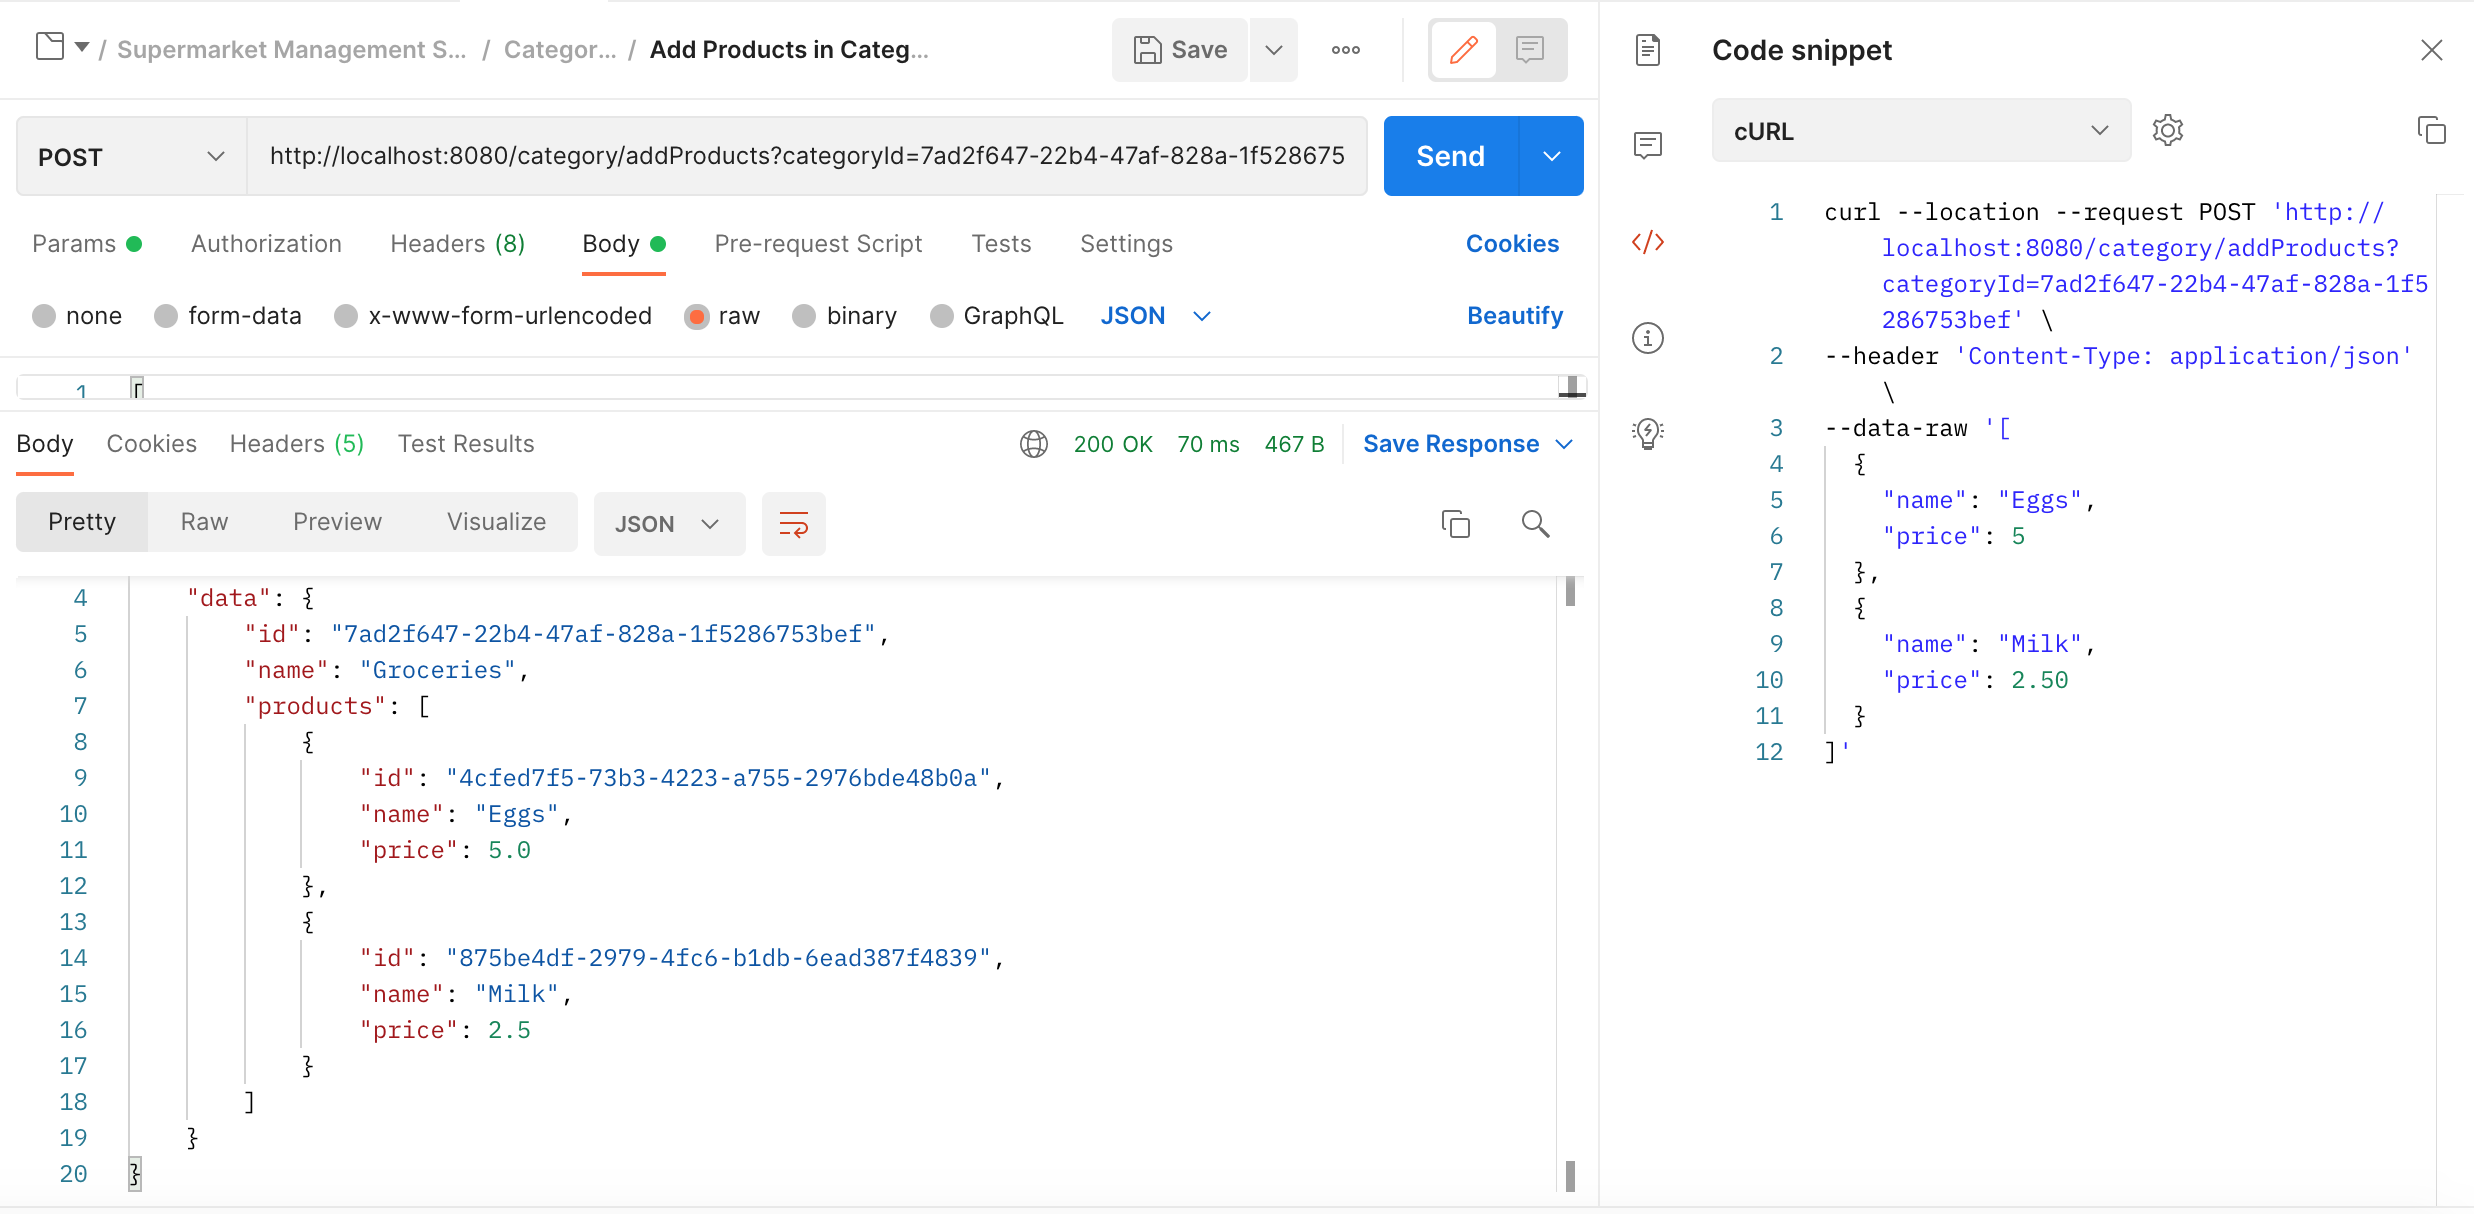 / Supermarket Management S... / Categor... / Add Products in Categ...
Save
POST
http://localhost:8080/category/addProducts?categoryId=7ad2f647-22b4-47af-828a-1f528675
Send
Params
Authorization
Headers (8)
Body
Pre-request Script
Tests
Settings
Cookies
none
form-data
x-www-form-urlencoded
raw
binary
GraphQL
JSON
Beautify
1 [
Body
Cookies
Headers (5)
Test Results
200 OK
70 ms
467 B
Save Response
Pretty
Raw
Preview
Visualize
JSON
4 "data": {
5 "id": "7ad2f647-22b4-47af-828a-1f5286753bef",
6 "name": "Groceries",
7 "products": [
8 {
9 "id": "4cfed7f5-73b3-4223-a755-2976bde48b0a",
10 "name": "Eggs",
11 "price": 5.0
12 },
13 {
14 "id": "875be4df-2979-4fc6-b1db-6ead387f4839",
15 "name": "Milk",
16 "price": 2.5
17 }
18 ]
19 }
20 }
Code snippet
cURL
1 curl --location --request POST 'http://
localhost:8080/category/addProducts?
categoryId=7ad2f647-22b4-47af-828a-1f5
286753bef' \
2 --header 'Content-Type: application/json'
\
3 --data-raw '[
4 {
5 "name": "Eggs",
6 "price": 5
7 },
8 {
9 "name": "Milk",
10 "price": 2.50
11 }
12 ]'